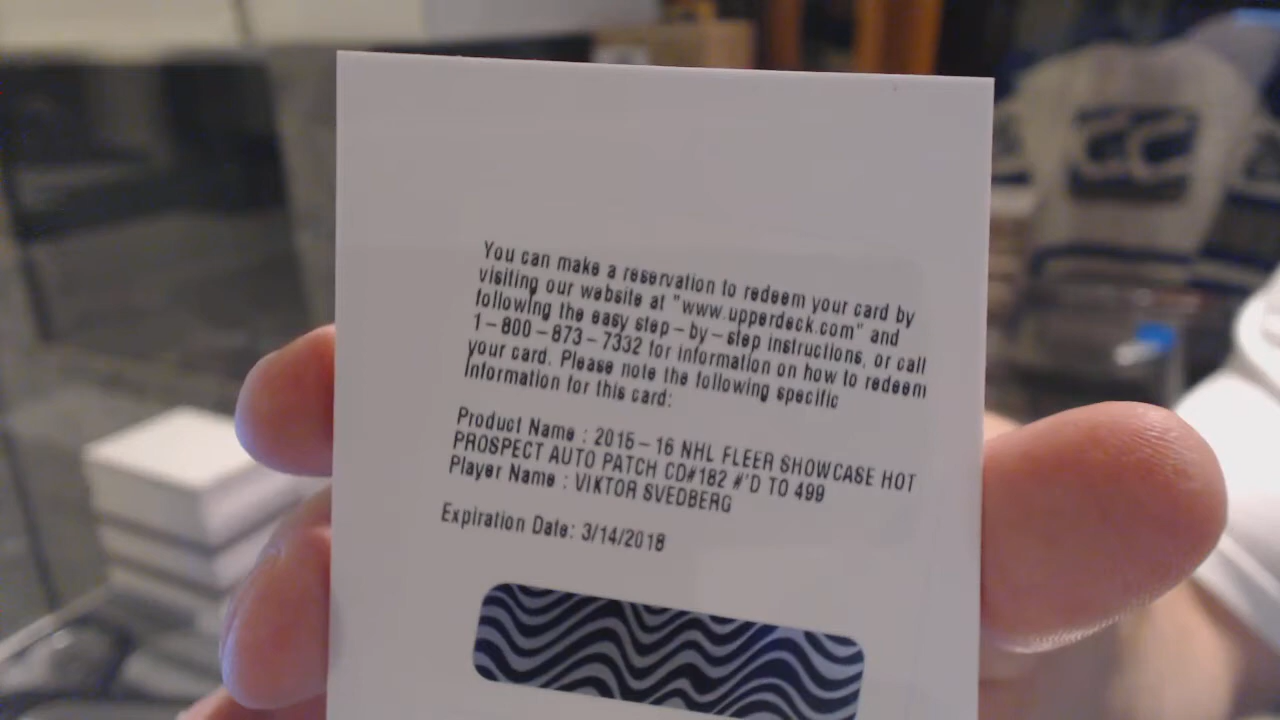 You can make a reservation to redeem your card by
visiting our website at "www.upperdeck.com" and
following the easy step-by-step instructions, or call
1-800-873-7332 for information on how to redeem
your card. Please note the following specific
information for this card:
Product Name : 2015-16 NHL FLEER SHOWCASE HOT
PROSPECT AUTO PATCH CD#182 #'D TO 499
Player Name : VIKTOR SVEDBERG
Expiration Date: 3/14/2018